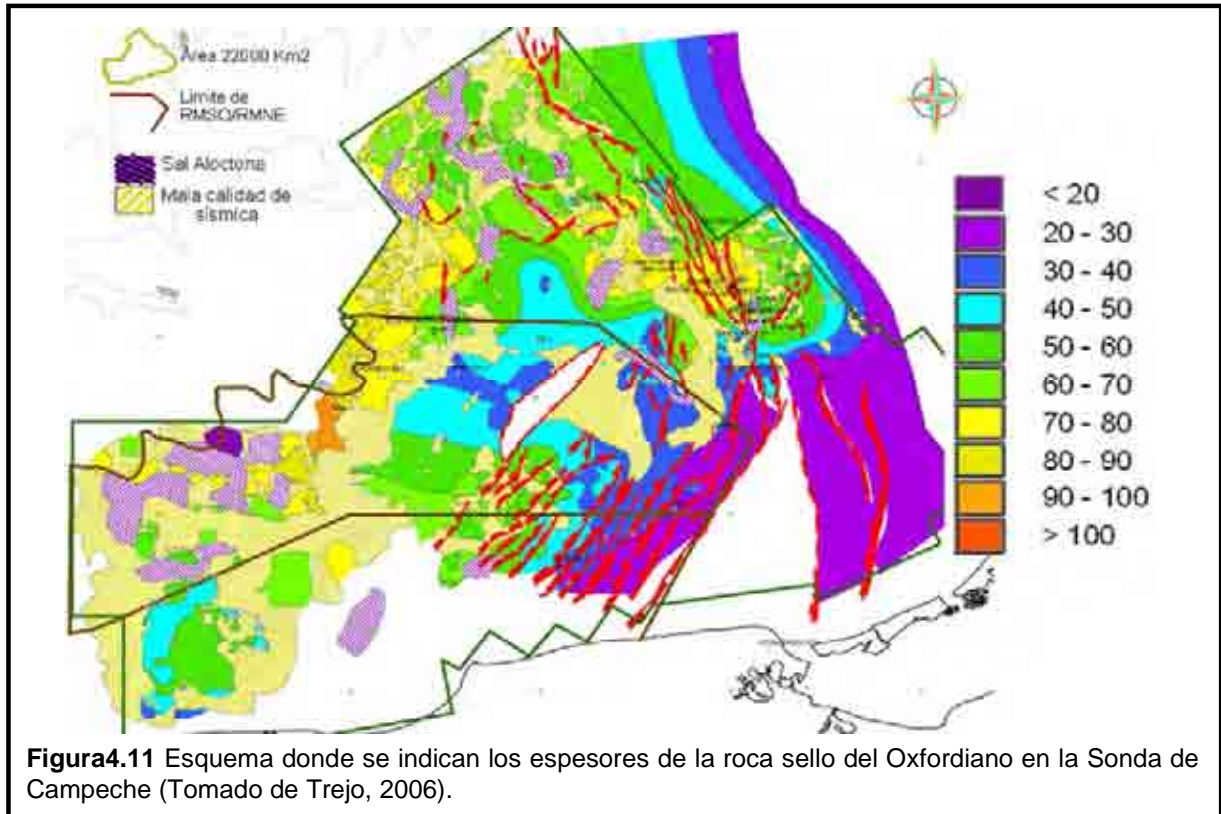 Área 22000 Km2
Limite de
RMSO/RMNE
Sal Aloctona
Mala calidad de
sísmica
< 20
20 - 30
30 - 40
40 - 50
50 - 60
60 - 70
70 - 80
80 - 90
90 - 100
> 100
Figura4.11 Esquema donde se indican los espesores de la roca sello del Oxfordiano en la Sonda de
Campeche (Tomado de Trejo, 2006).